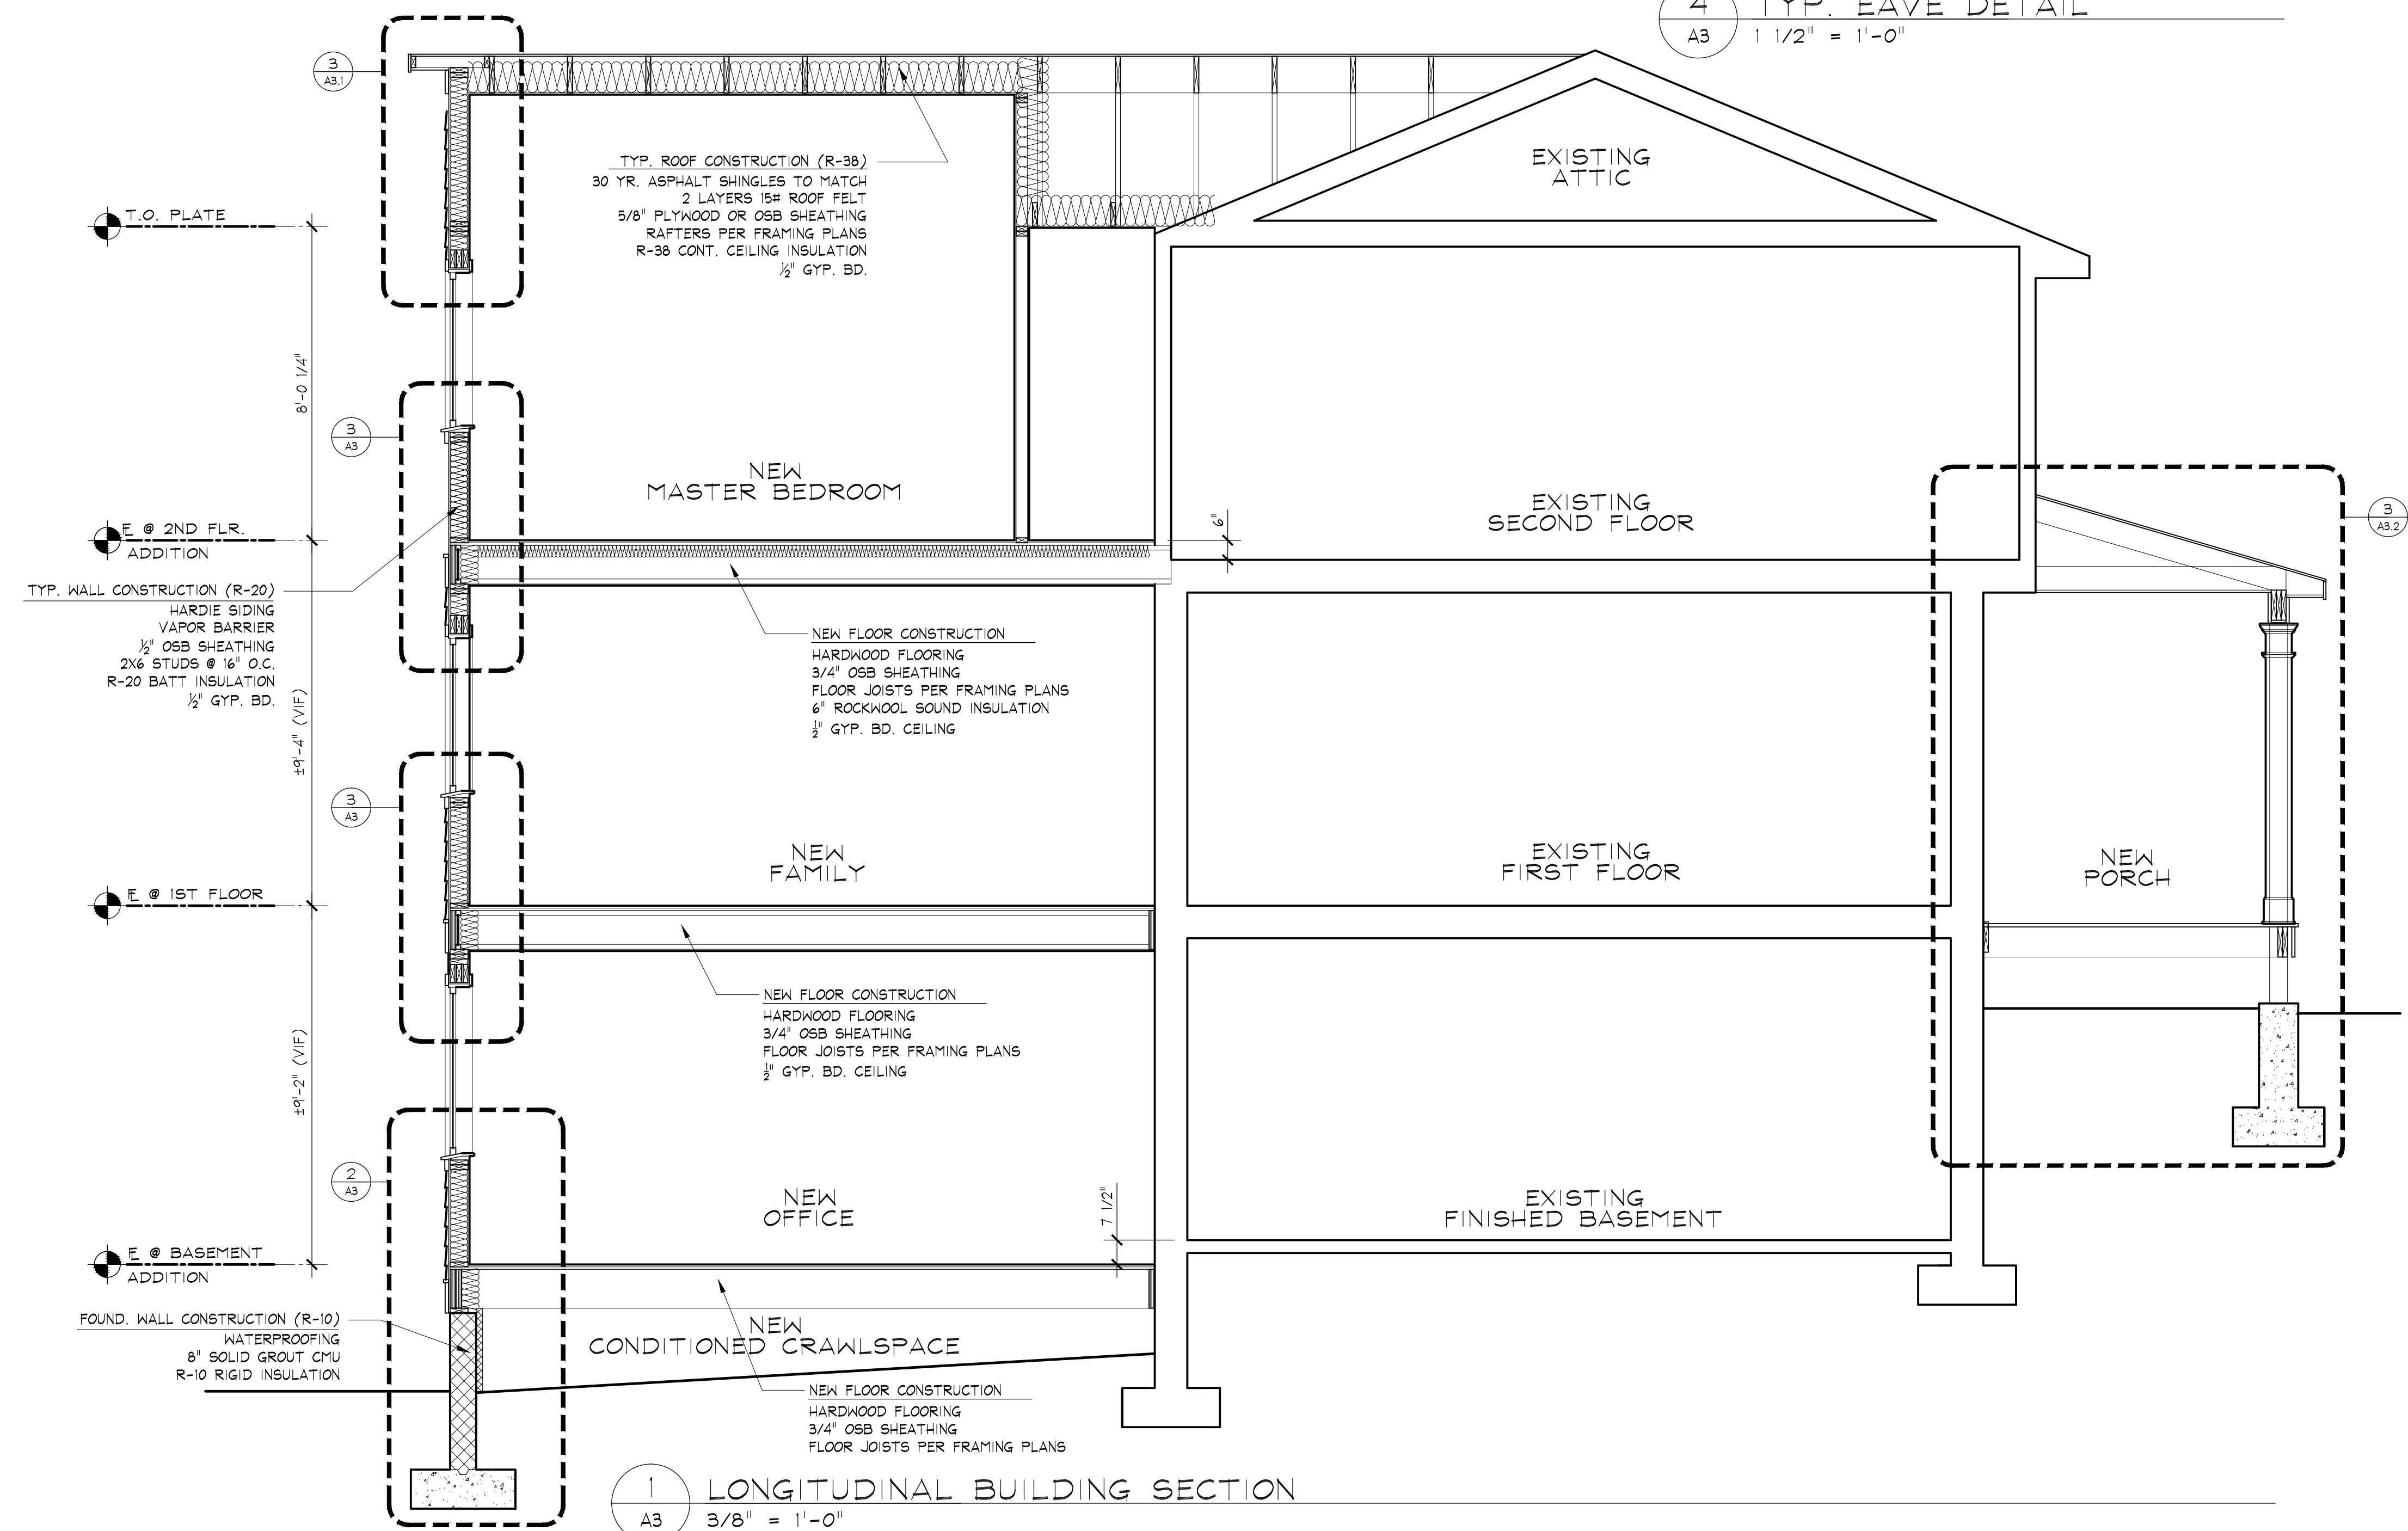 4
A3
TYP. EAVE DETAIL
1 1/2" = 1'-0"
3
A3.1
TYP. ROOF CONSTRUCTION (R-38)
30 YR. ASPHALT SHINGLES TO MATCH
2 LAYERS 15# ROOF FELT
5/8" PLYWOOD OR OSB SHEATHING
RAFTERS PER FRAMING PLANS
R-38 CONT. CEILING INSULATION
½" GYP. BD.
EXISTING
ATTIC
T.O. PLATE
8'-0 1/4"
3
A3
NEW
MASTER BEDROOM
EXISTING
SECOND FLOOR
6"
3
A3.2
FL @ 2ND FLR.
ADDITION
TYP. WALL CONSTRUCTION (R-20)
HARDIE SIDING
VAPOR BARRIER
½" OSB SHEATHING
2X6 STUDS @ 16" O.C.
R-20 BATT INSULATION
½" GYP. BD.
±9'-4" (VIF)
NEW FLOOR CONSTRUCTION
HARDWOOD FLOORING
3/4" OSB SHEATHING
FLOOR JOISTS PER FRAMING PLANS
6" ROCKWOOL SOUND INSULATION
½" GYP. BD. CEILING
3
A3
NEW
FAMILY
EXISTING
FIRST FLOOR
NEW
PORCH
FL @ 1ST FLOOR
±9'-2" (VIF)
NEW FLOOR CONSTRUCTION
HARDWOOD FLOORING
3/4" OSB SHEATHING
FLOOR JOISTS PER FRAMING PLANS
½" GYP. BD. CEILING
2
A3
NEW
OFFICE
7 1/2"
EXISTING
FINISHED BASEMENT
FL @ BASEMENT
ADDITION
FOUND. WALL CONSTRUCTION (R-10)
WATERPROOFING
8" SOLID GROUT CMU
R-10 RIGID INSULATION
NEW
CONDITIONED CRAWLSPACE
NEW FLOOR CONSTRUCTION
HARDWOOD FLOORING
3/4" OSB SHEATHING
FLOOR JOISTS PER FRAMING PLANS
1
A3
LONGITUDINAL BUILDING SECTION
3/8" = 1'-0"